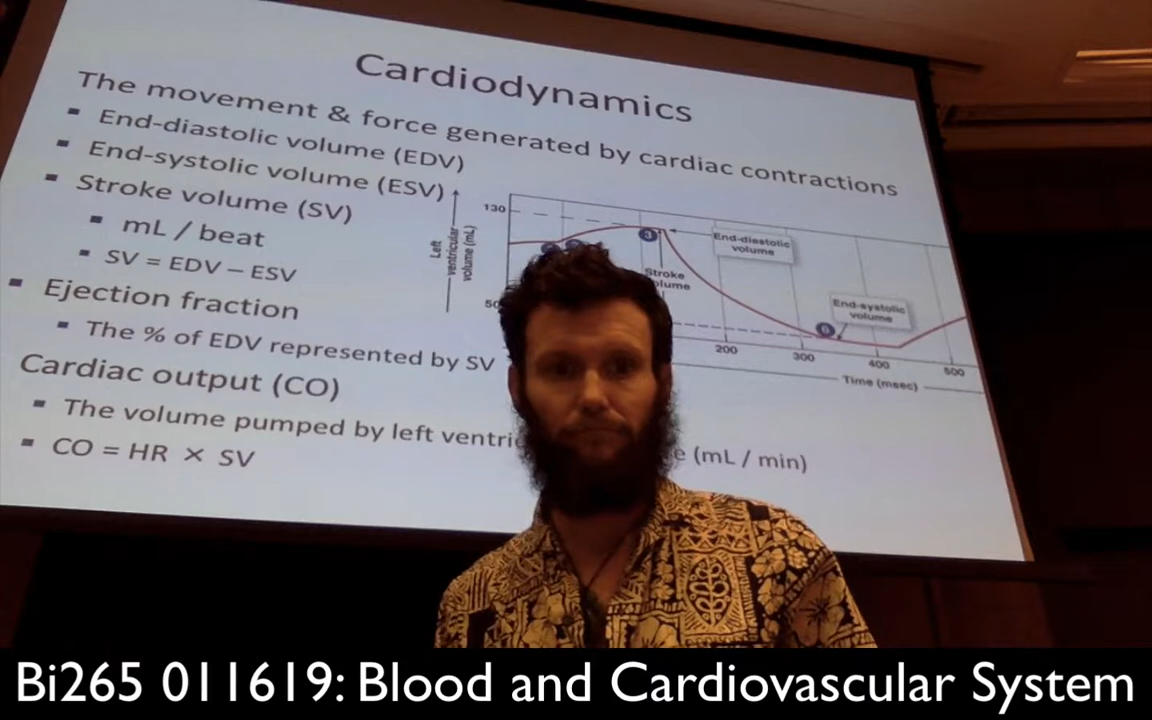 Cardiodynamics
The movement & force generated by cardiac contractions
▪ End-diastolic volume (EDV)
▪ End-systolic volume (ESV)
▪ Stroke volume (SV)
▪ mL / beat
▪ SV = EDV – ESV
▪ Ejection fraction
▪ The % of EDV represented by SV
Cardiac output (CO)
▪ The volume pumped by left (mL / min)
▪ CO = HR × SV
Left
ventricular
volume (mL)
130
3
End-diastolic
volume
Stroke
End-systolic
volume
6
200
300
400
500
Time (msec)
Bi265 011619: Blood and Cardiovascular System